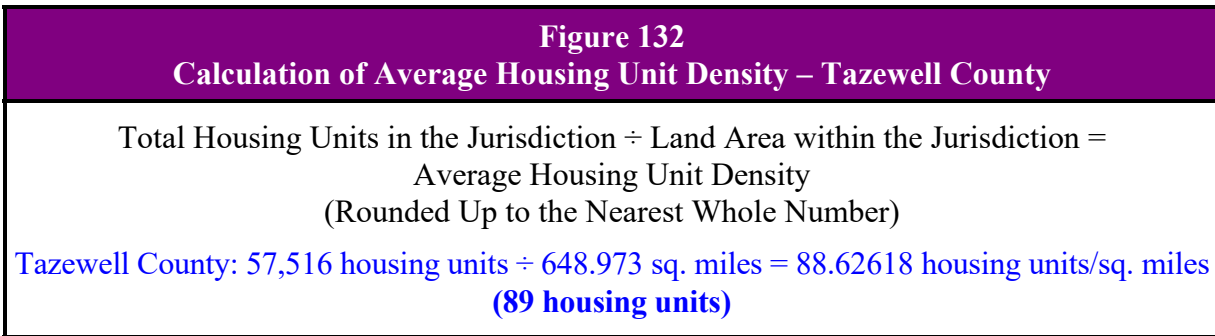 Figure 132
Calculation of Average Housing Unit Density – Tazewell County
Total Housing Units in the Jurisdiction ÷ Land Area within the Jurisdiction =
Average Housing Unit Density
(Rounded Up to the Nearest Whole Number)
Tazewell County: 57,516 housing units ÷ 648.973 sq. miles = 88.62618 housing units/sq. miles
(89 housing units)